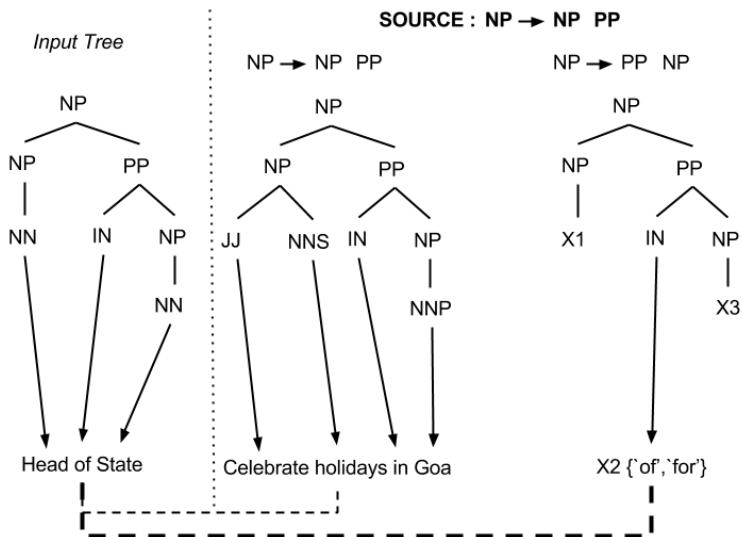 SOURCE : NP → NP PP
Input Tree
NP → NP PP
NP → PP NP
NP
NP
NP
NP
PP
NP
PP
NP
PP
NN
IN
NP
JJ
NNS
IN
NP
X1
IN
NP
NN
NNP
X3
Head of State
Celebrate holidays in Goa
X2 {`of',`for'}